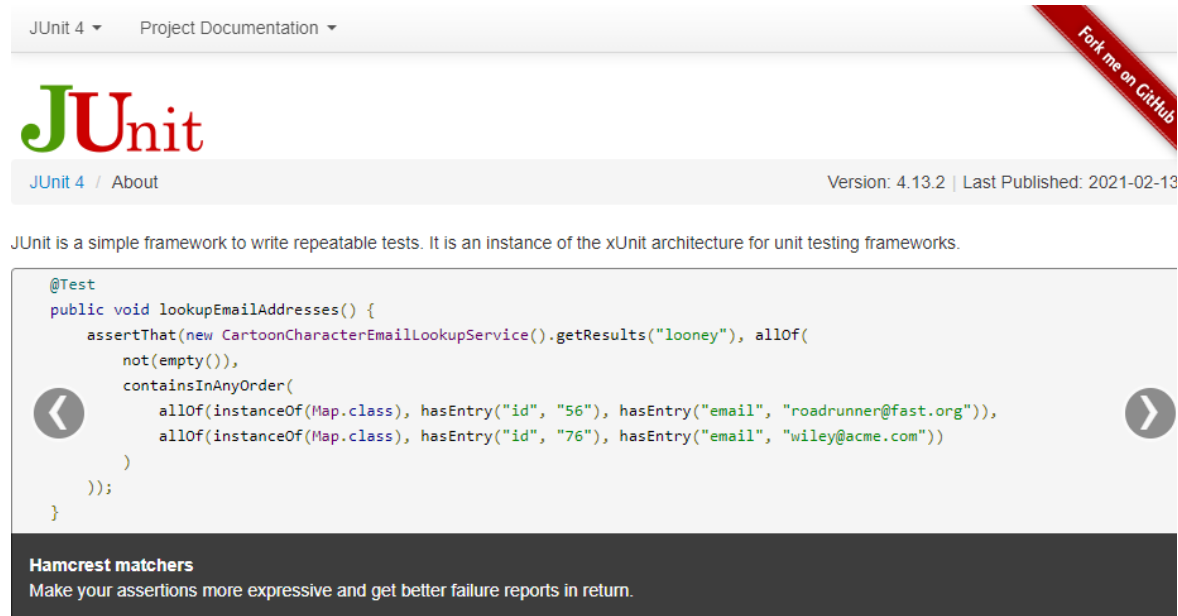 JUnit 4 Project Documentation
Fork me on GitHub
JUnit
JUnit 4 / About Version: 4.13.2 | Last Published: 2021-02-13
JUnit is a simple framework to write repeatable tests. It is an instance of the xUnit architecture for unit testing frameworks.
@Test
public void lookupEmailAddresses() {
    assertThat(new CartoonCharacterEmailLookupService().getResults("looney"), allOf(
        not(empty()),
        containsInAnyOrder(
            allOf(instanceOf(Map.class), hasEntry("id", "56"), hasEntry("email", "roadrunner@fast.org")),
            allOf(instanceOf(Map.class), hasEntry("id", "76"), hasEntry("email", "wiley@acme.com"))
        )
    ));
}
Hamcrest matchers
Make your assertions more expressive and get better failure reports in return.